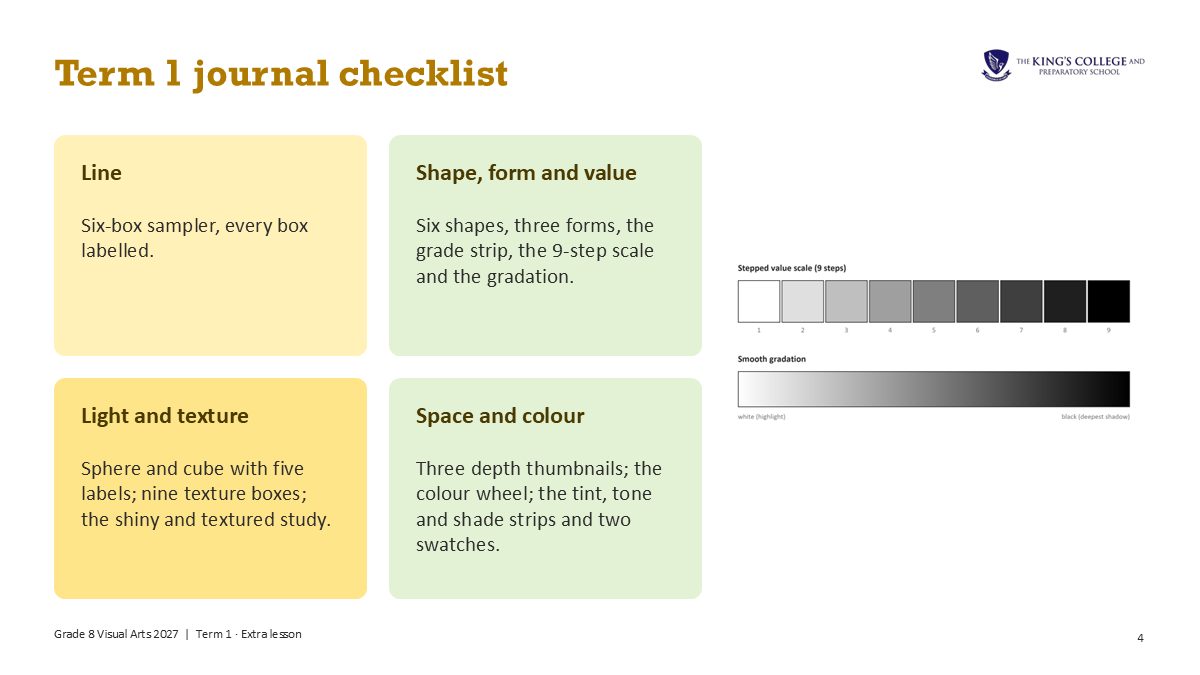 Term 1 journal checklist
THE KING'S COLLEGE AND
PREPARATORY SCHOOL
Line
Six-box sampler, every box
labelled.
Shape, form and value
Six shapes, three forms, the
grade strip, the 9-step scale
and the gradation.
Stepped value scale (9 steps)
1 2 3 4 5 6 7 8 9
Smooth gradation
white (highlight) black (deepest shadow)
Light and texture
Sphere and cube with five
labels; nine texture boxes;
the shiny and textured study.
Space and colour
Three depth thumbnails; the
colour wheel; the tint, tone
and shade strips and two
swatches.
Grade 8 Visual Arts 2027 | Term 1 · Extra lesson
4